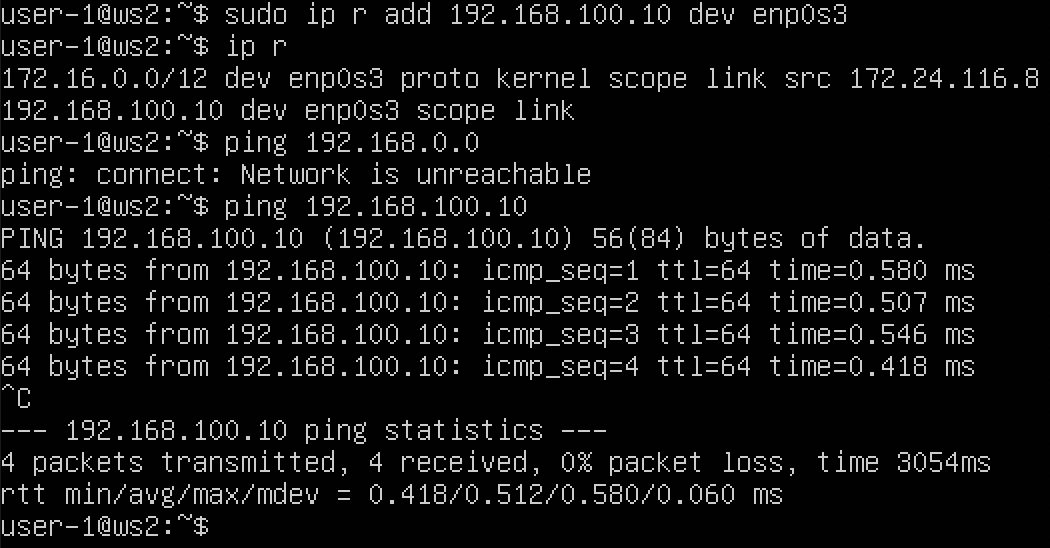 user-1@ws2:~$ sudo ip r add 192.168.100.10 dev enp0s3
user-1@ws2:~$ ip r
172.16.0.0/12 dev enp0s3 proto kernel scope link src 172.24.116.8
192.168.100.10 dev enp0s3 scope link
user-1@ws2:~$ ping 192.168.0.0
ping: connect: Network is unreachable
user-1@ws2:~$ ping 192.168.100.10
PING 192.168.100.10 (192.168.100.10) 56(84) bytes of data.
64 bytes from 192.168.100.10: icmp_seq=1 ttl=64 time=0.580 ms
64 bytes from 192.168.100.10: icmp_seq=2 ttl=64 time=0.507 ms
64 bytes from 192.168.100.10: icmp_seq=3 ttl=64 time=0.546 ms
64 bytes from 192.168.100.10: icmp_seq=4 ttl=64 time=0.418 ms
^C
--- 192.168.100.10 ping statistics ---
4 packets transmitted, 4 received, 0% packet loss, time 3054ms
rtt min/avg/max/mdev = 0.418/0.512/0.580/0.060 ms
user-1@ws2:~$